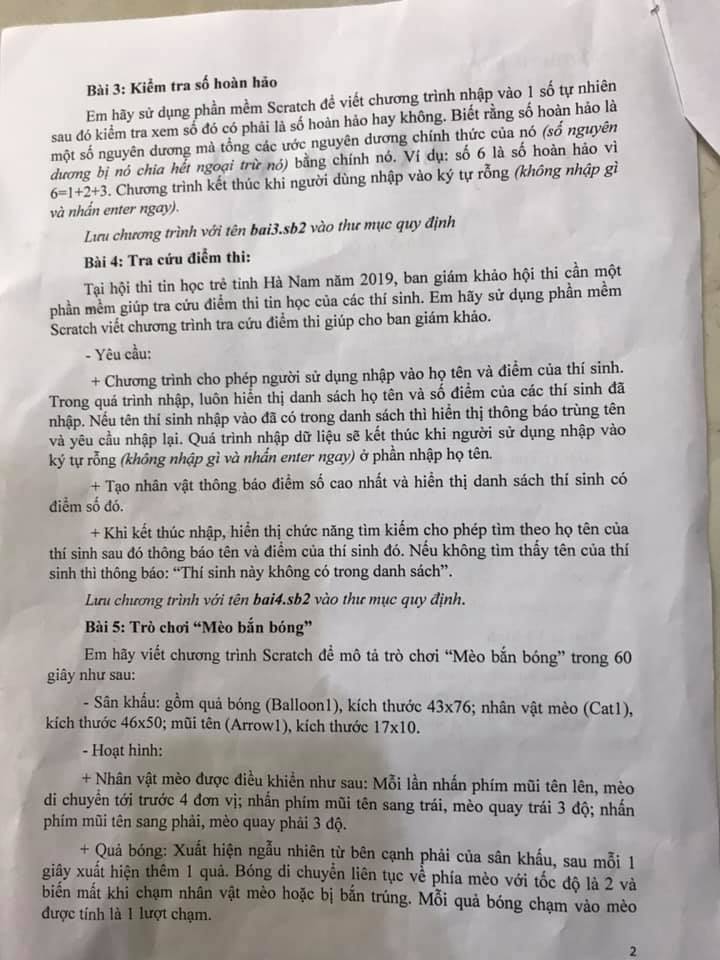 Bài 3: Kiểm tra số hoàn hảo
Em hãy sử dụng phần mềm Scratch để viết chương trình nhập vào 1 số tự nhiên
sau đó kiểm tra xem số đó có phải là số hoàn hảo hay không. Biết rằng số hoàn hảo là
một số nguyên dương mà tổng các ước nguyên dương chính thức của nó (số nguyên
dương bị nó chia hết ngoại trừ nó) bằng chính nó. Ví dụ: số 6 là số hoàn hảo vì
6=1+2+3. Chương trình kết thúc khi người dùng nhập vào ký tự rỗng (không nhập gì
và nhấn enter ngay).
Lưu chương trình với tên bai3.sb2 vào thư mục quy định
Bài 4: Tra cứu điểm thi:
Tại hội thi tin học trẻ tỉnh Hà Nam năm 2019, ban giám khảo hội thi cần một
phần mềm giúp tra cứu điểm thi tin học của các thí sinh. Em hãy sử dụng phần mềm
Scratch viết chương trình tra cứu điểm thi giúp cho ban giám khảo.
- Yêu cầu:
+ Chương trình cho phép người sử dụng nhập vào họ tên và điểm của thí sinh.
Trong quá trình nhập, luôn hiển thị danh sách họ tên và số điểm của các thí sinh đã
nhập. Nếu tên thí sinh nhập vào đã có trong danh sách thì hiển thị thông báo trùng tên
và yêu cầu nhập lại. Quá trình nhập dữ liệu sẽ kết thúc khi người sử dụng nhập vào
ký tự rỗng (không nhập gì và nhấn enter ngay) ở phần nhập họ tên.
+ Tạo nhân vật thông báo điểm số cao nhất và hiển thị danh sách thí sinh có
điểm số đó.
+ Khi kết thúc nhập, hiển thị chức năng tìm kiếm cho phép tìm theo họ tên của
thí sinh sau đó thông báo tên và điểm của thí sinh đó. Nếu không tìm thấy tên của thí
sinh thì thông báo: “Thí sinh này không có trong danh sách”.
Lưu chương trình với tên bai4.sb2 vào thư mục quy định.
Bài 5: Trò chơi “Mèo bắn bóng”
Em hãy viết chương trình Scratch để mô tả trò chơi “Mèo bắn bóng” trong 60
giây như sau:
- Sân khấu: gồm quả bóng (Balloon1), kích thước 43x76; nhân vật mèo (Cat1),
kích thước 46x50; mũi tên (Arrow1), kích thước 17x10.
- Hoạt hình:
+ Nhân vật mèo được điều khiển như sau: Mỗi lần nhấn phím mũi tên lên, mèo
di chuyển tới trước 4 đơn vị; nhấn phím mũi tên sang trái, mèo quay trái 3 độ; nhấn
phím mũi tên sang phải, mèo quay phải 3 độ.
+ Quả bóng: Xuất hiện ngẫu nhiên từ bên cạnh phải của sân khấu, sau mỗi 1
giây xuất hiện thêm 1 quả. Bóng di chuyển liên tục về phía mèo với tốc độ là 2 và
biến mất khi chạm nhân vật mèo hoặc bị bắn trúng. Mỗi quả bóng chạm vào mèo
được tính là 1 lượt chạm.
2